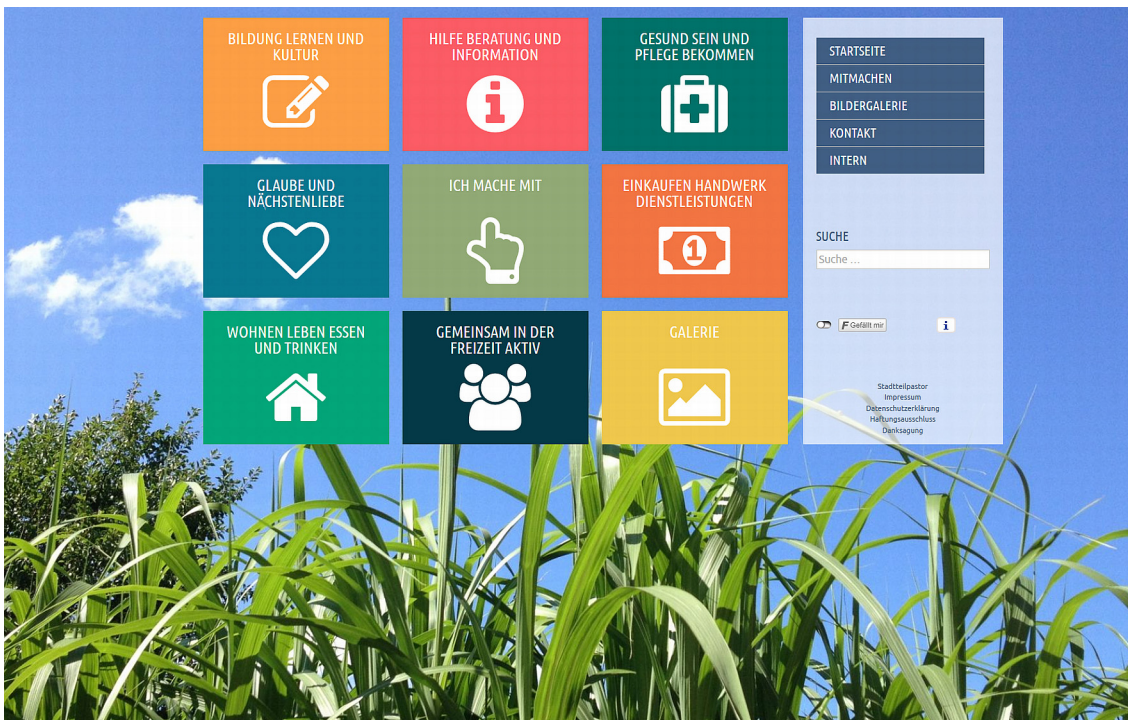 BILDUNG LERNEN UND
KULTUR
HILFE BERATUNG UND
INFORMATION
GESUND SEIN UND
PFLEGE BEKOMMEN
GLAUBE UND
NÄCHSTENLIEBE
ICH MACHE MIT
EINKAUFEN HANDWERK
DIENSTLEISTUNGEN
1
WOHNEN LEBEN ESSEN
UND TRINKEN
GEMEINSAM IN DER
FREIZEIT AKTIV
GALERIE
STARTSEITE
MITMACHEN
BILDERGALERIE
KONTAKT
INTERN
SUCHE
Suche ...
F Gefällt mir
i
Stadtteilpastor
Impressum
Datenschutzerklärung
Haftungsausschluss
Danksagung